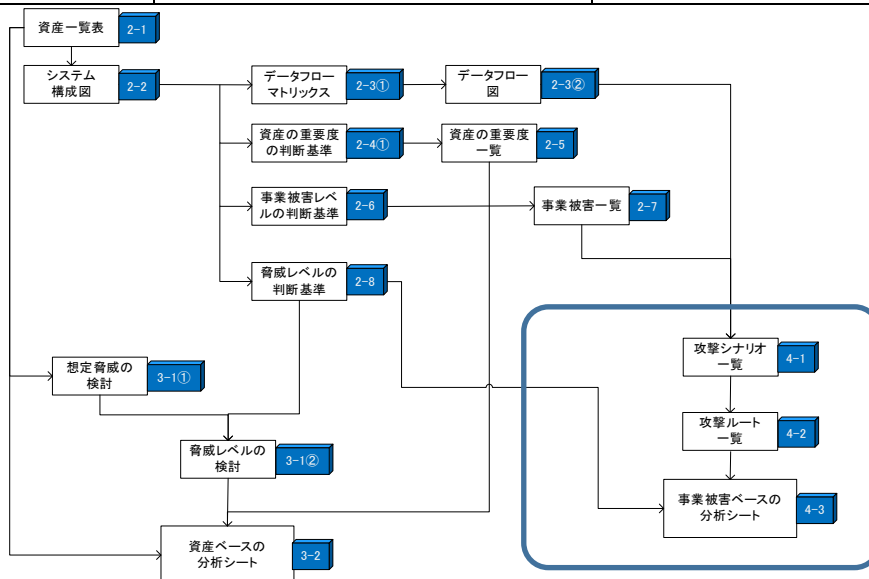 資産一覧表
2-1
システム
構成図
2-2
データフロー
マトリックス
2-3①
データフロー
図
2-3②
資産の重要度
の判断基準
2-4①
資産の重要度
一覧
2-5
事業被害レベ
ルの判断基準
2-6
事業被害一覧
2-7
脅威レベルの
判断基準
2-8
攻撃シナリオ
一覧
4-1
想定脅威の
検討
3-1①
攻撃ルート
一覧
4-2
脅威レベルの
検討
3-1②
事業被害ベースの
分析シート
4-3
資産ベースの
分析シート
3-2